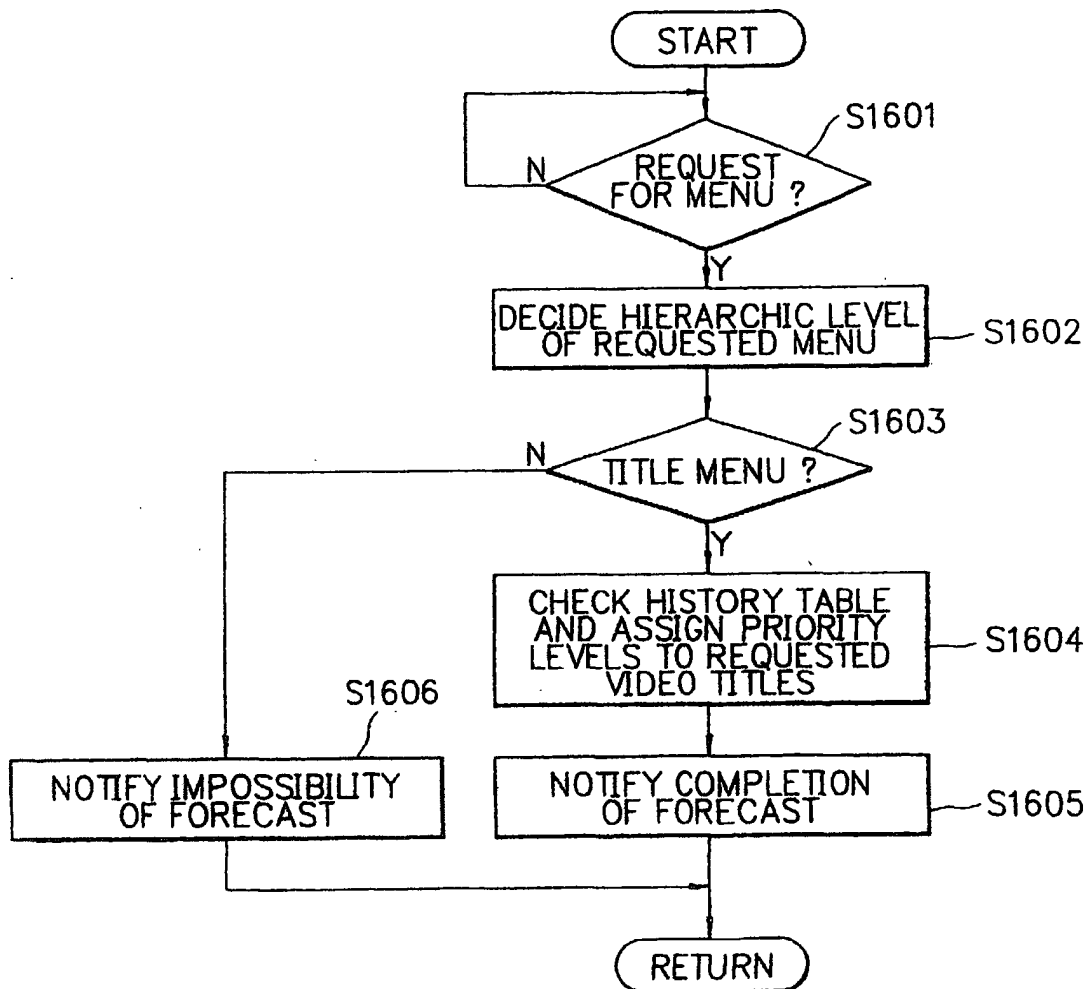 START
S1601
N
REQUEST
FOR MENU ?
Y
DECIDE HIERARCHIC LEVEL
OF REQUESTED MENU
S1602
S1603
N
TITLE MENU ?
Y
CHECK HISTORY TABLE
AND ASSIGN PRIORITY
LEVELS TO REQUESTED
VIDEO TITLES
S1604
S1606
NOTIFY IMPOSSIBILITY
OF FORECAST
NOTIFY COMPLETION
OF FORECAST
S1605
RETURN